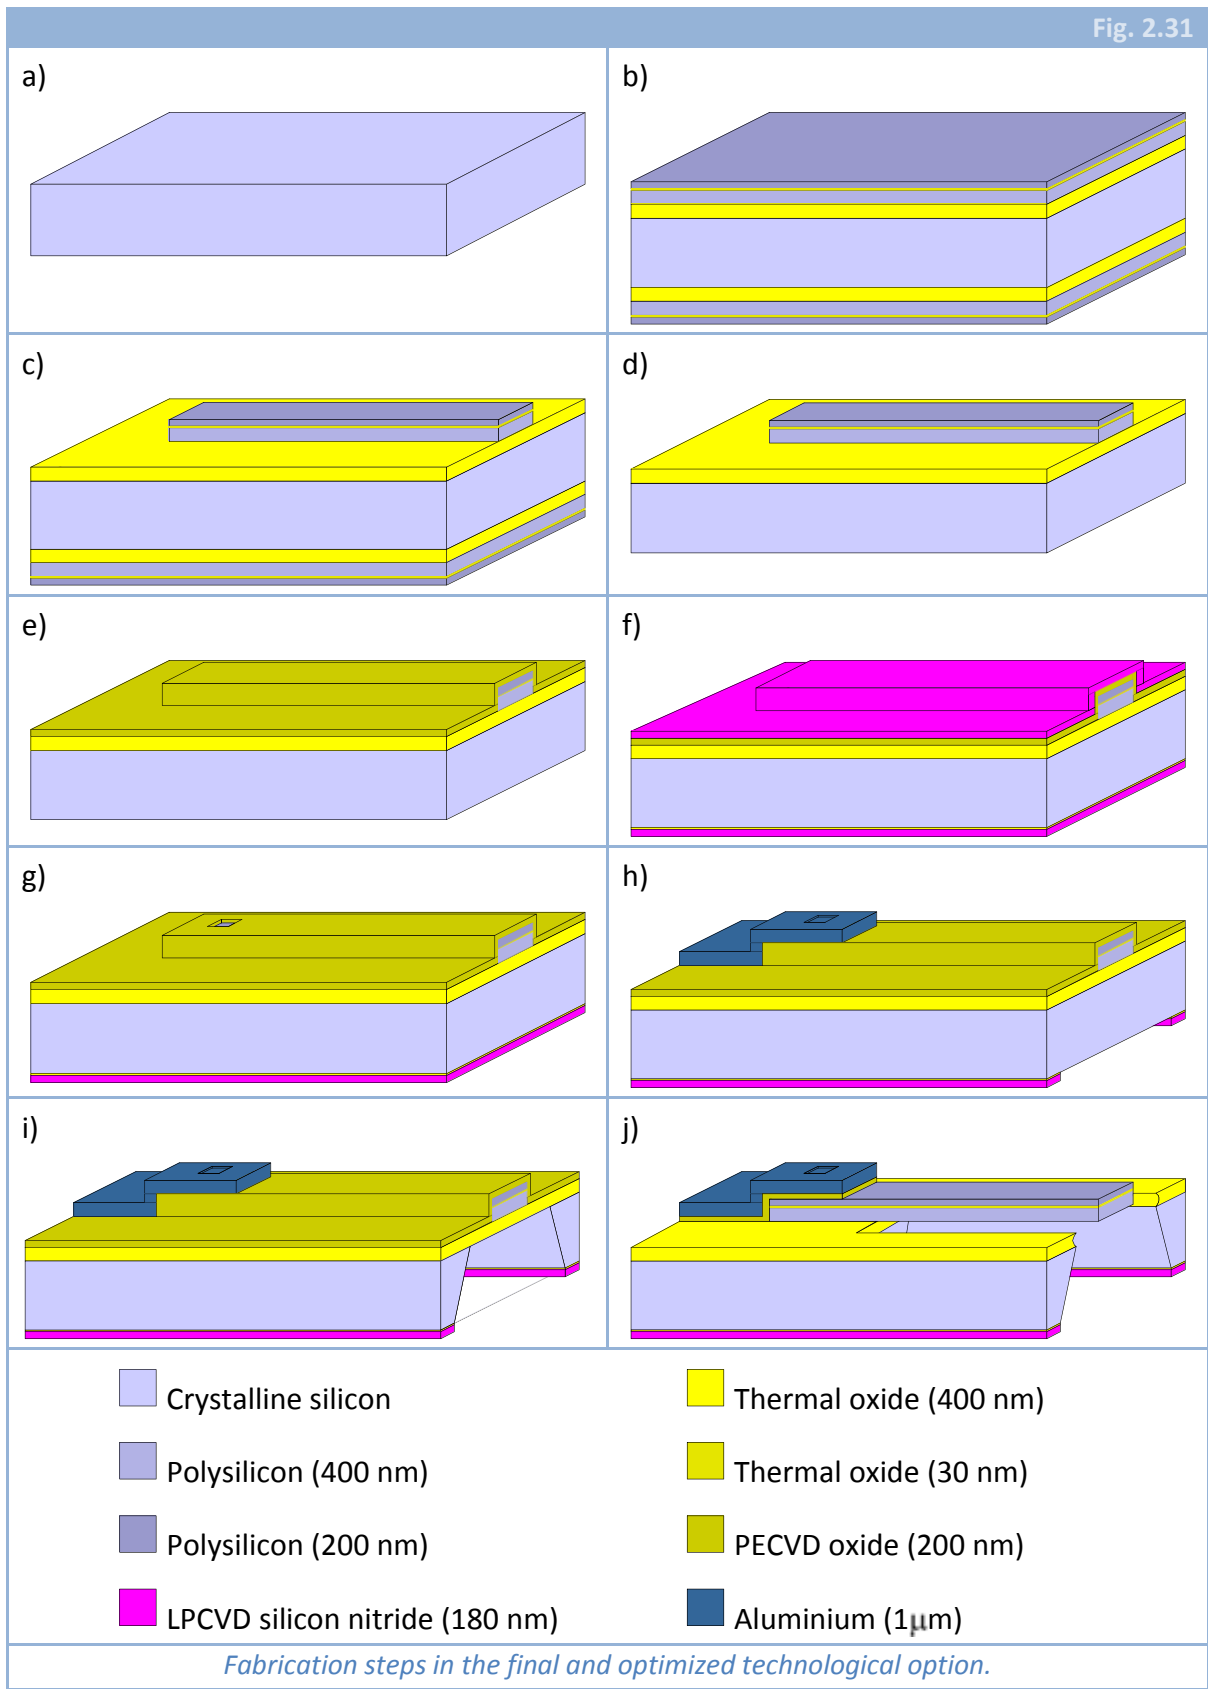 Fig. 2.31
a)
b)
c)
d)
e)
f)
g)
h)
i)
j)
Crystalline silicon
Thermal oxide (400 nm)
Polysilicon (400 nm)
Thermal oxide (30 nm)
Polysilicon (200 nm)
PECVD oxide (200 nm)
LPCVD silicon nitride (180 nm)
Aluminium (1μm)
Fabrication steps in the final and optimized technological option.